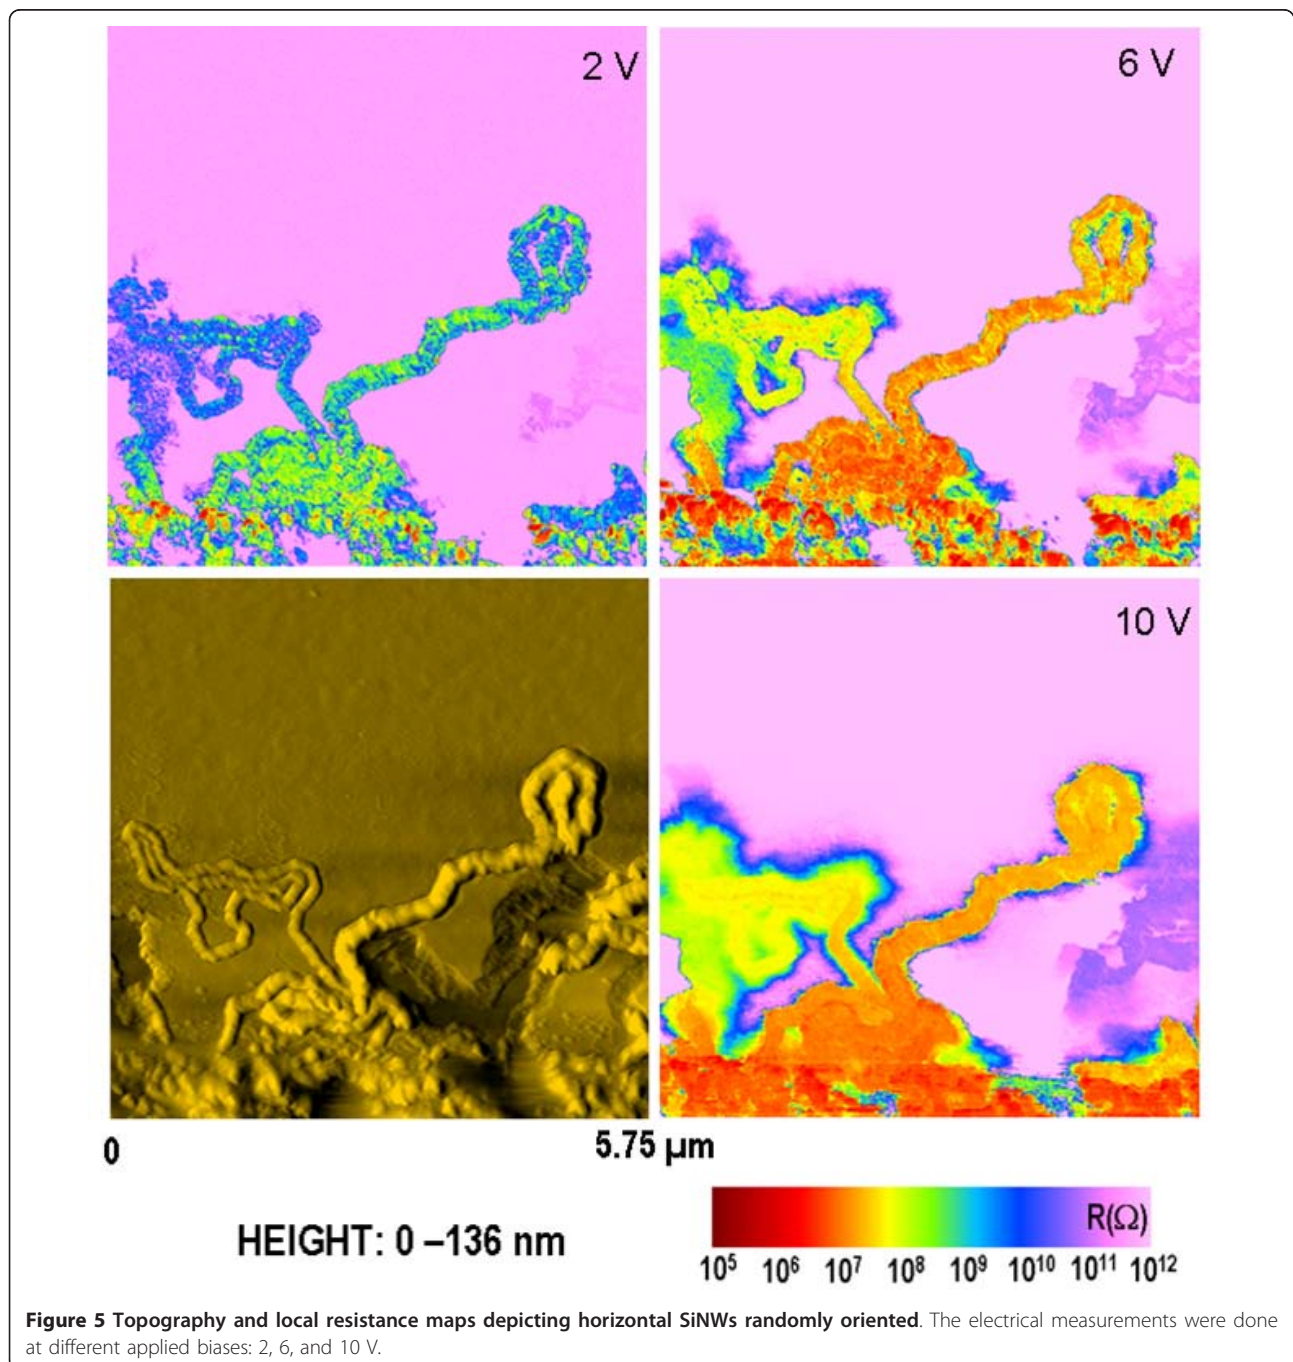 2 V
6 V
10 V
0
5.75 µm
HEIGHT: 0 –136 nm
R(Ω)
10⁵ 10⁶ 10⁷ 10⁸ 10⁹ 10¹⁰ 10¹¹ 10¹²
Figure 5 Topography and local resistance maps depicting horizontal SiNWs randomly oriented. The electrical measurements were done
at different applied biases: 2, 6, and 10 V.